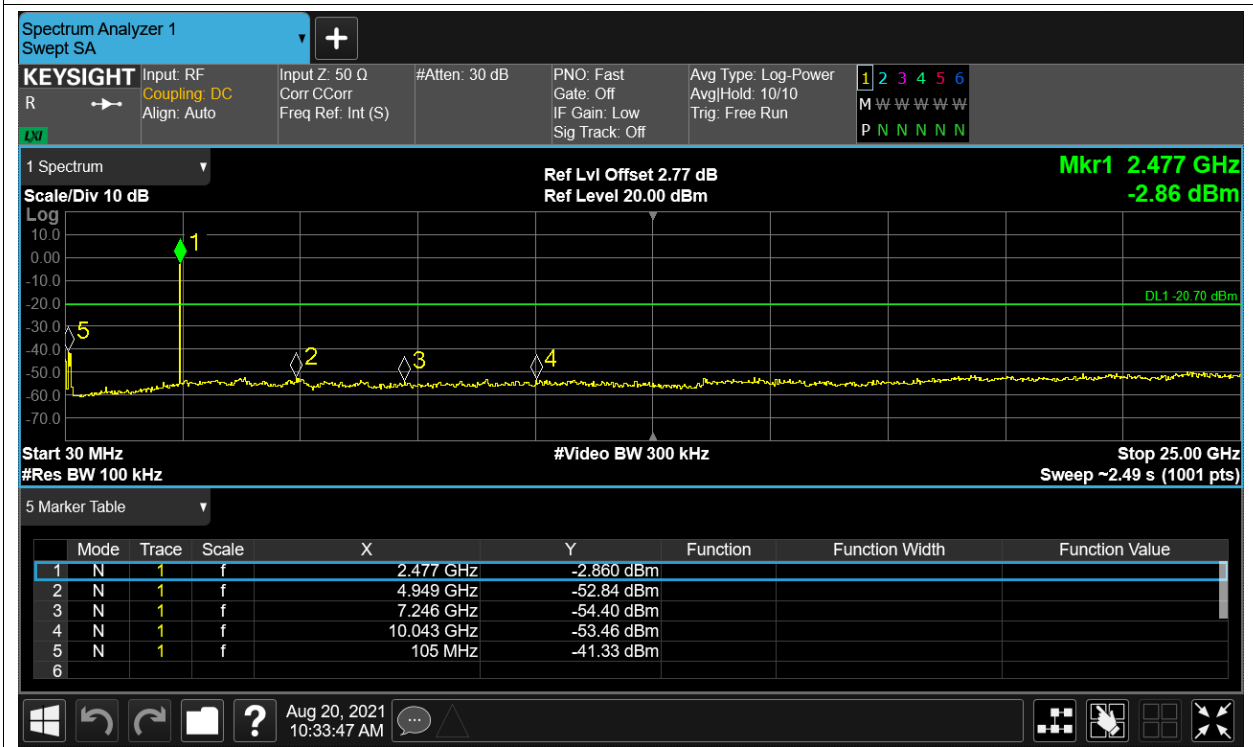 Spectrum Analyzer 1
Swept SA
KEYSIGHT Input: RF Input Z: 50 Ω #Atten: 30 dB PNO: Fast Avg Type: Log-Power 1 2 3 4 5 6
R Coupling: DC Corr CCorr Gate: Off Avg|Hold: 10/10 M W W W W W
Align: Auto Freq Ref: Int (S) IF Gain: Low Trig: Free Run
LXI Sig Track: Off P N N N N N
1 Spectrum Ref Lvl Offset 2.77 dB Mkr1 2.477 GHz
Scale/Div 10 dB Ref Level 20.00 dBm -2.86 dBm
Log
10.0
0.00
-10.0
-20.0
-30.0
-40.0
-50.0
-60.0
-70.0
1
DL1 -20.70 dBm
5
2
3
4
Start 30 MHz #Video BW 300 kHz Stop 25.00 GHz
#Res BW 100 kHz Sweep ~2.49 s (1001 pts)
5 Marker Table
Mode Trace Scale X Y Function Function Width Function Value
1 N 1 f 2.477 GHz -2.860 dBm
2 N 1 f 4.949 GHz -52.84 dBm
3 N 1 f 7.246 GHz -54.40 dBm
4 N 1 f 10.043 GHz -53.46 dBm
5 N 1 f 105 MHz -41.33 dBm
6
? Aug 20, 2021
10:33:47 AM